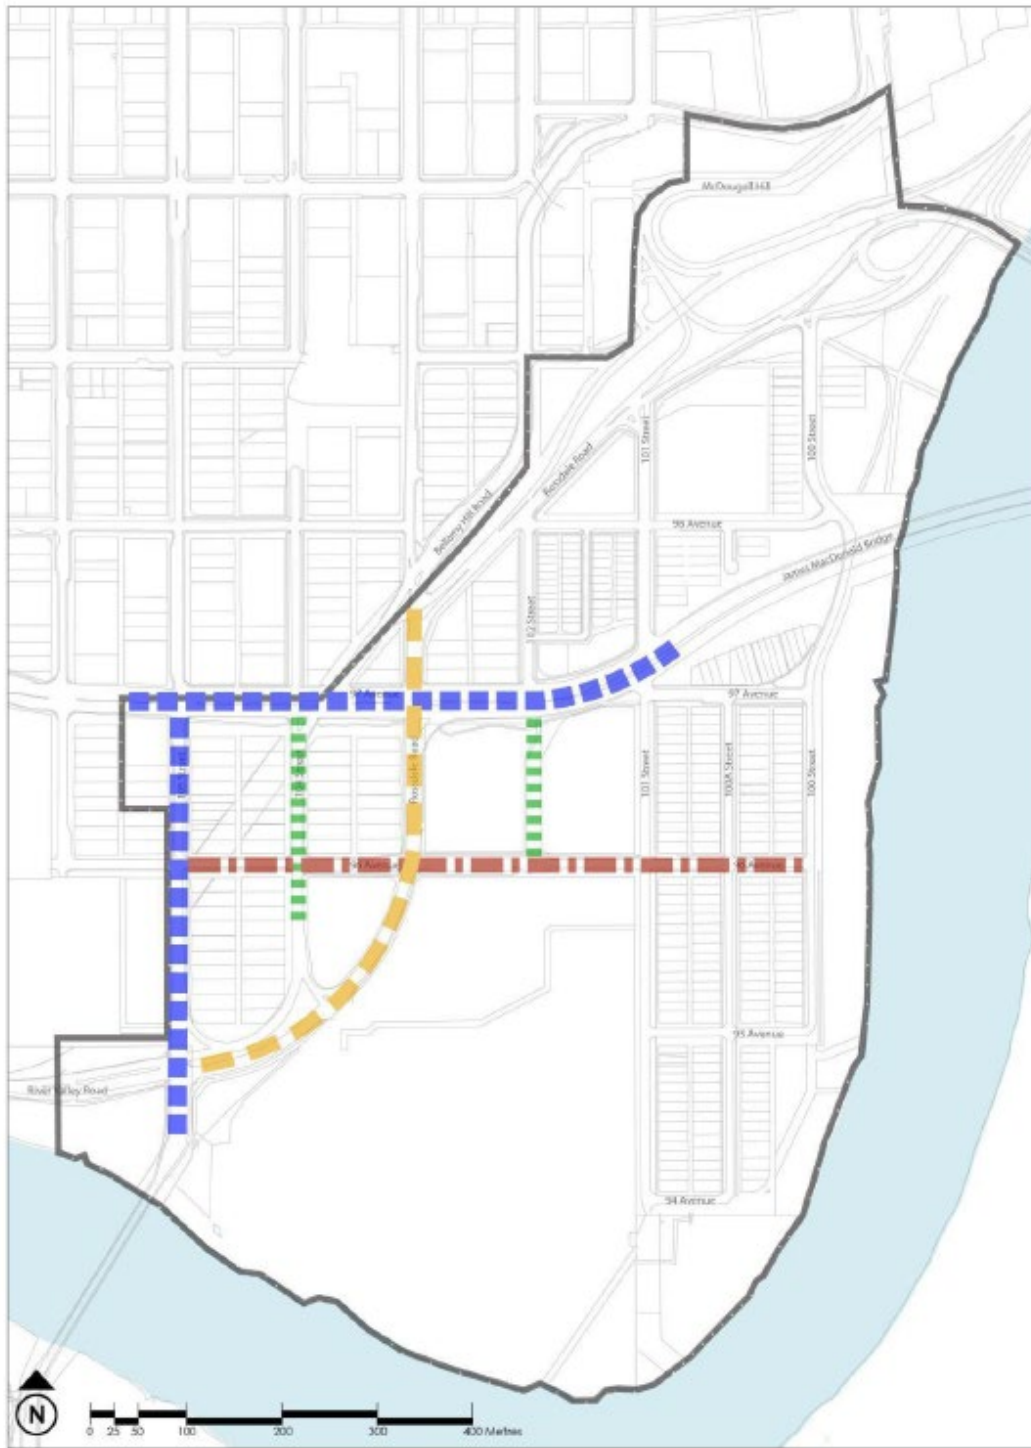 McDougall Hill
100 Street
101 Street
Rossdale Road
Bellamy Hill Road
98 Avenue
James MacDonald Bridge
102 Street
97 Avenue
97 Avenue
101 Street
100A Street
100 Street
96 Avenue
96 Avenue
95 Avenue
River Valley Road
94 Avenue
N
0 25 50 100 200 300 400 Metres